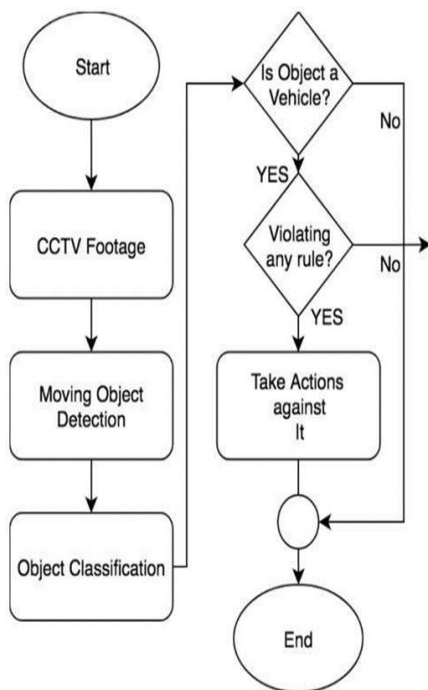 Start
CCTV Footage
Moving Object
Detection
Object Classification
Is Object a
Vehicle?
No
YES
Violating
any rule?
No
YES
Take Actions
against
It
End